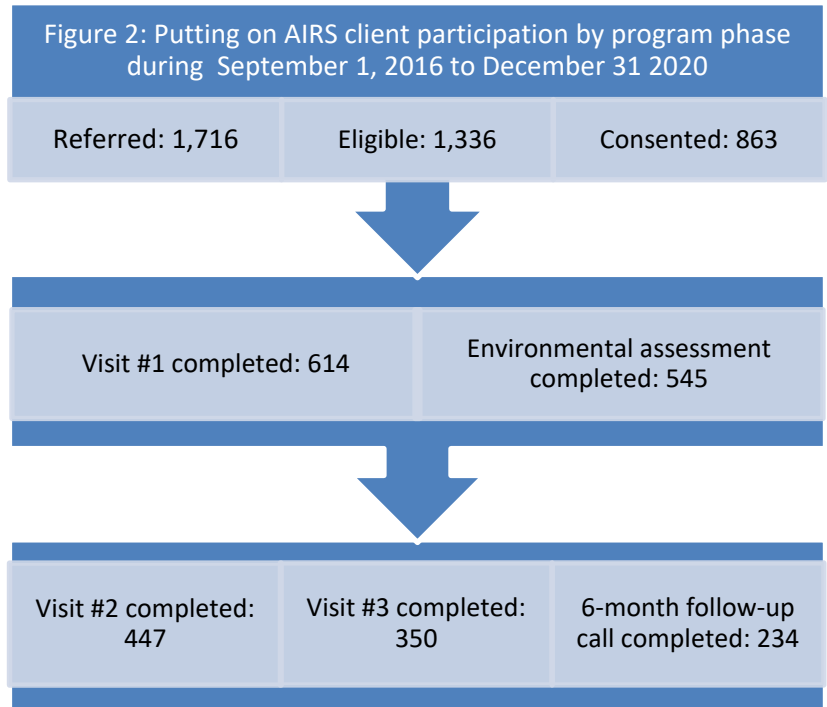 Figure 2: Putting on AIRS client participation by program phase
during  September 1, 2016 to December 31 2020
Referred: 1,716
Eligible: 1,336
Consented: 863
Visit #1 completed: 614
Environmental assessment
completed: 545
Visit #2 completed:
447
Visit #3 completed:
350
6-month follow-up
call completed: 234